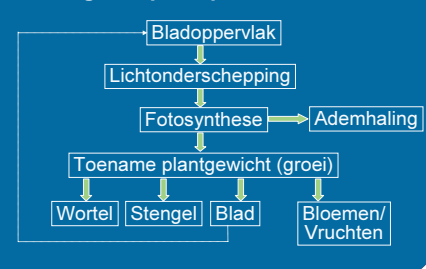 Bladoppervlak
Lichtonderschepping
Fotosynthese
Ademhaling
Toename plantgewicht (groei)
Wortel
Stengel
Blad
Bloemen/
Vruchten